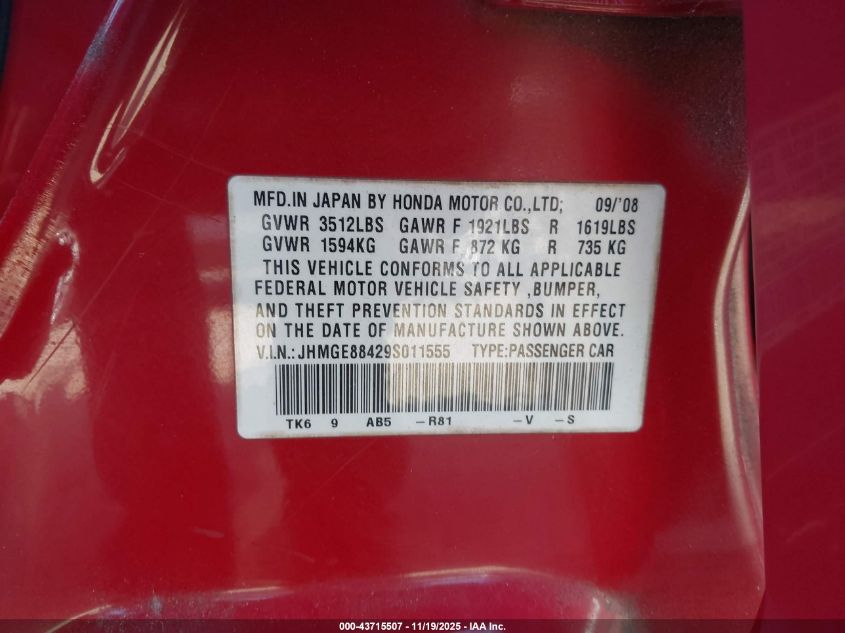 MFD.IN JAPAN BY HONDA MOTOR CO.,LTD; 09/'08
GVWR 3512LBS GAWR F 1921LBS R 1619LBS
GVWR 1594KG GAWR F 872 KG R 735 KG
THIS VEHICLE CONFORMS TO ALL APPLICABLE
FEDERAL MOTOR VEHICLE SAFETY ,BUMPER,
AND THEFT PREVENTION STANDARDS IN EFFECT
ON THE DATE OF MANUFACTURE SHOWN ABOVE.
V.I.N.: JHMGE88429S011555 TYPE:PASSENGER CAR
TK6 9 AB5 -R81 -V -S
000-43715507 - 11/19/2025 - IAA Inc.